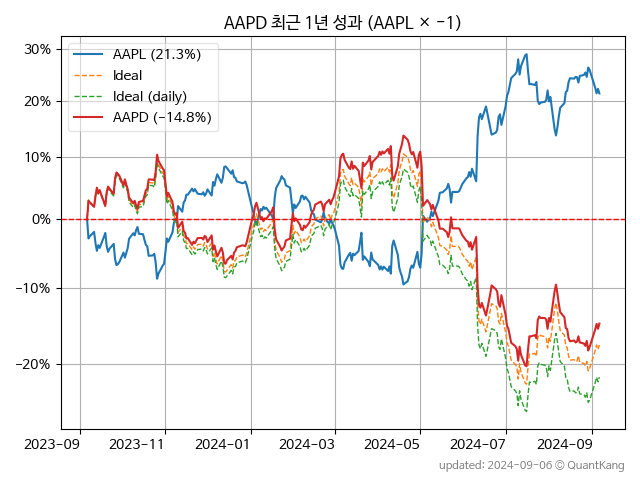 AAPD 최근 1년 성과 (AAPL × −1)
AAPL (21.3%)
Ideal
Ideal (daily)
AAPD (−14.8%)
30%
20%
10%
0%
−10%
−20%
2023-09
2023-11
2024-01
2024-03
2024-05
2024-07
2024-09
updated: 2024-09-06 © QuantKang